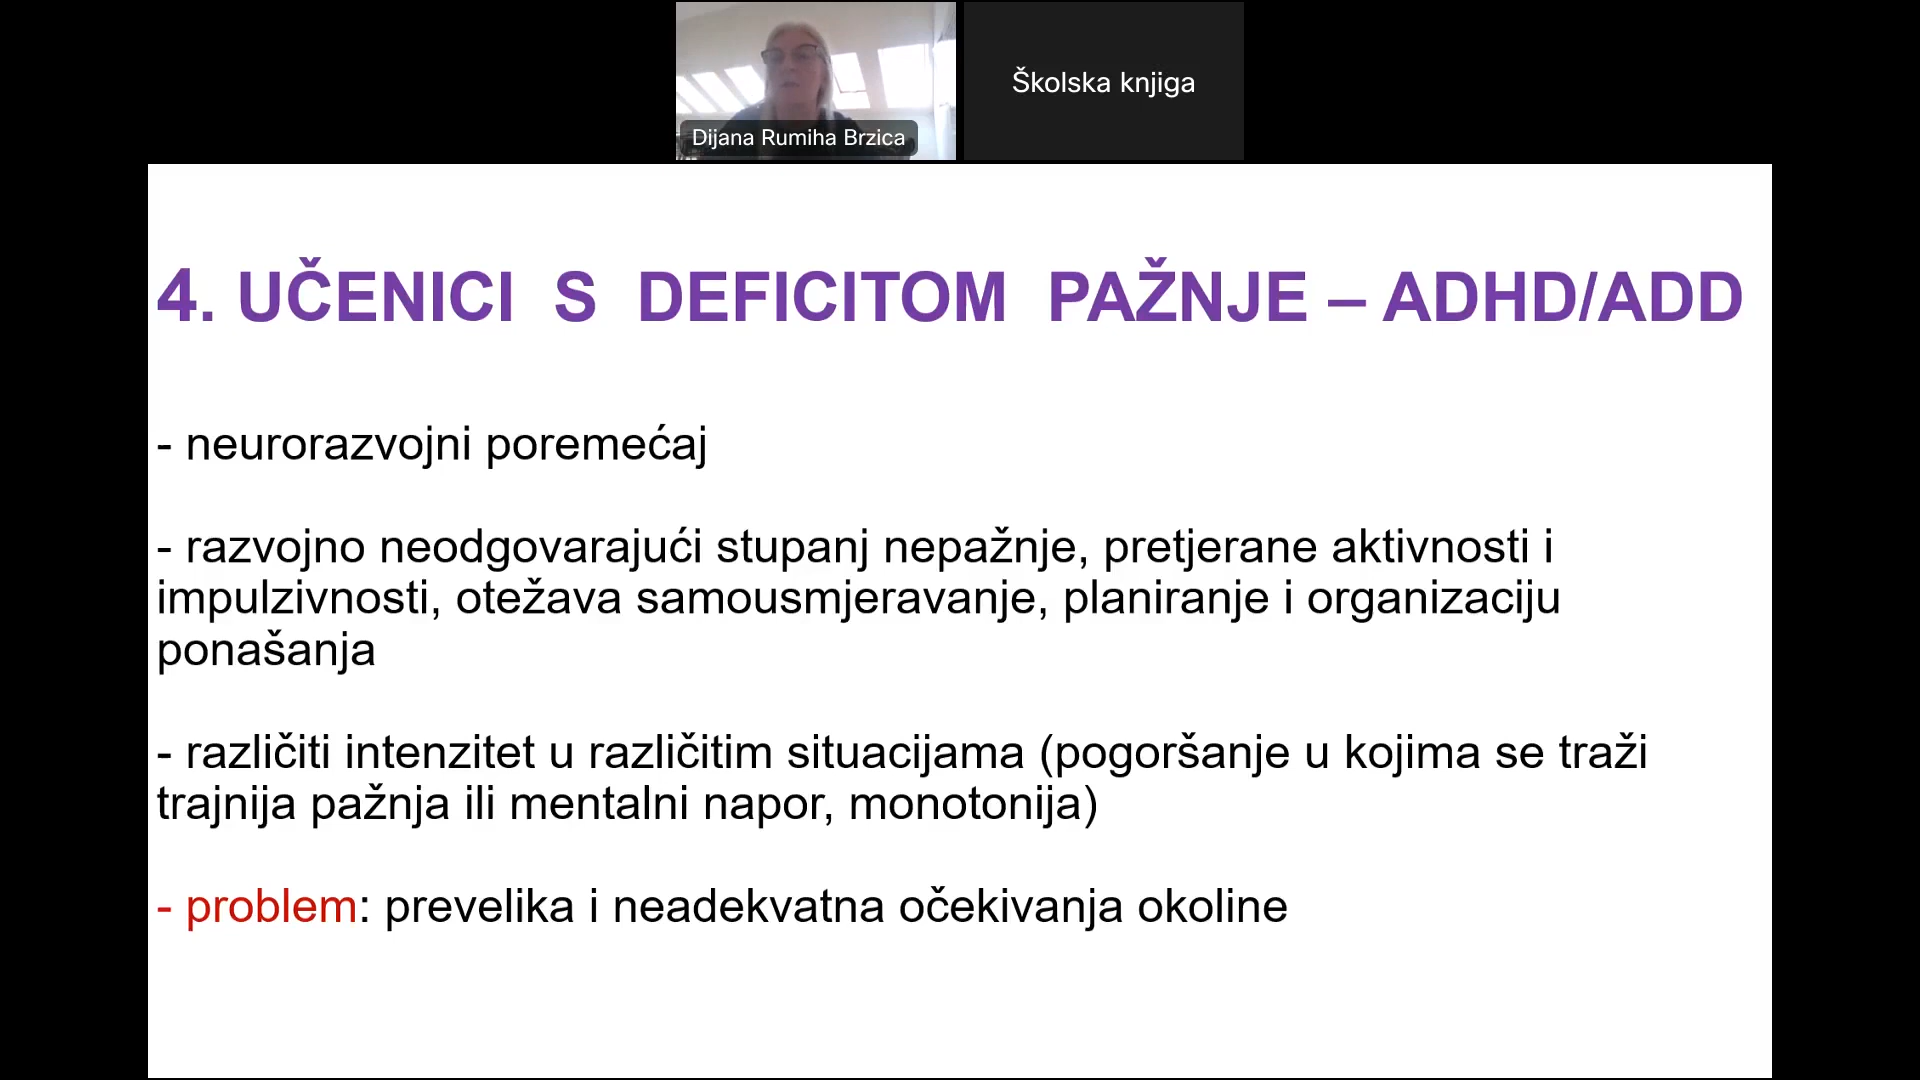 Dijana Rumiha Brzica
Školska knjiga
4. UČENICI S DEFICITOM PAŽNJE – ADHD/ADD
- neurorazvojni poremećaj
- razvojno neodgovarajući stupanj nepažnje, pretjerane aktivnosti i
impulzivnosti, otežava samousmjeravanje, planiranje i organizaciju
ponašanja
- različiti intenzitet u različitim situacijama (pogoršanje u kojima se traži
trajnija pažnja ili mentalni napor, monotonija)
- problem: prevelika i neadekvatna očekivanja okoline